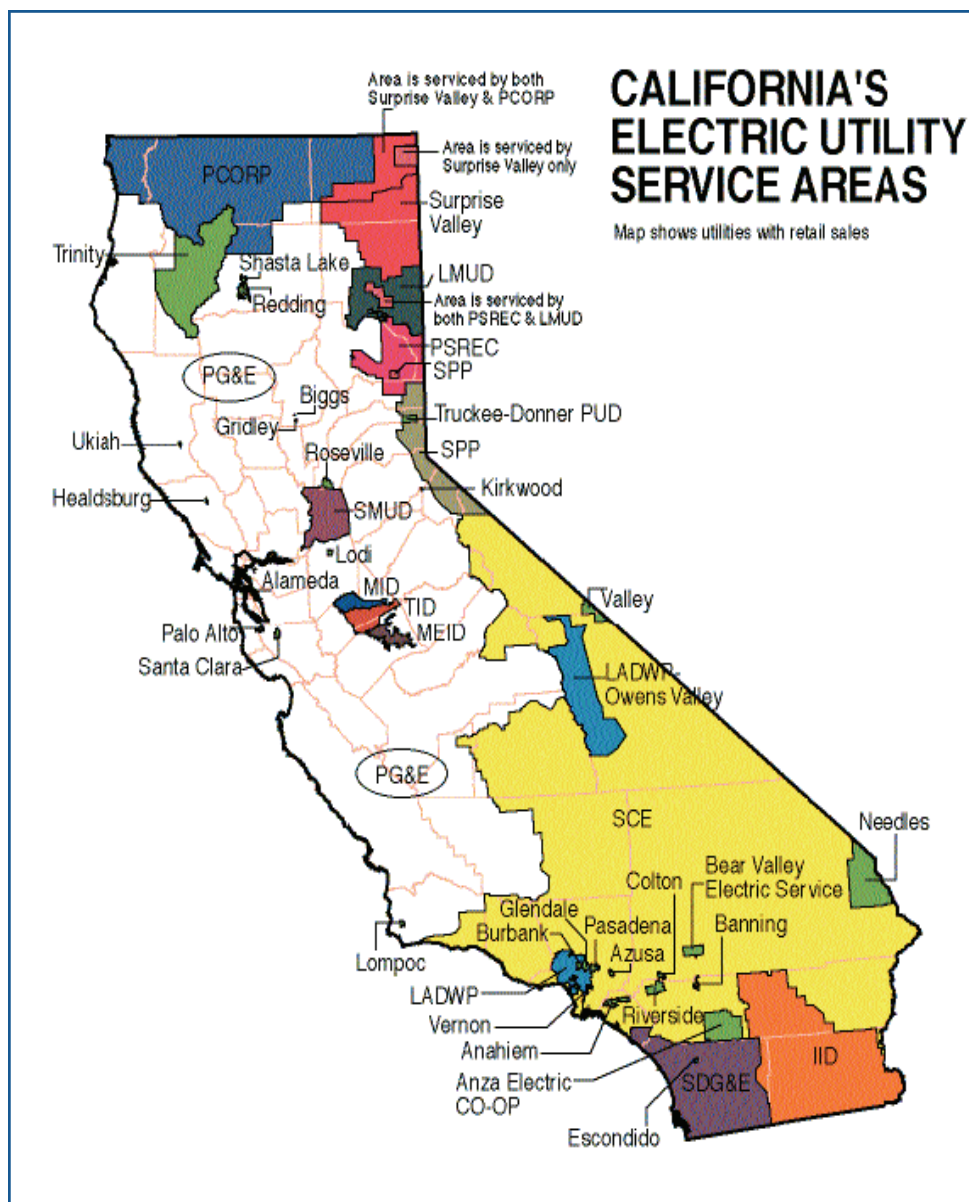 CALIFORNIA'S
ELECTRIC UTILITY
SERVICE AREAS
Map shows utilities with retail sales
Area is serviced by both
Surprise Valley & PCORP
Area is serviced by
Surprise Valley only
PCORP
Surprise
Valley
Trinity
Shasta Lake
Redding
LMUD
Area is serviced by
both PSREC & LMUD
PSREC
SPP
PG&E
Biggs
Gridley
Truckee-Donner PUD
Ukiah
Roseville
SPP
Healdsburg
SMUD
Kirkwood
Lodi
Alameda
MID
TID
Valley
Palo Alto
MEID
Santa Clara
LADWP-
Owens Valley
PG&E
SCE
Needles
Bear Valley
Electric Service
Colton
Glendale
Burbank
Pasadena
Banning
Azusa
Lompoc
LADWP
Vernon
Riverside
Anahiem
IID
Anza Electric
CO-OP
SDG&E
Escondido